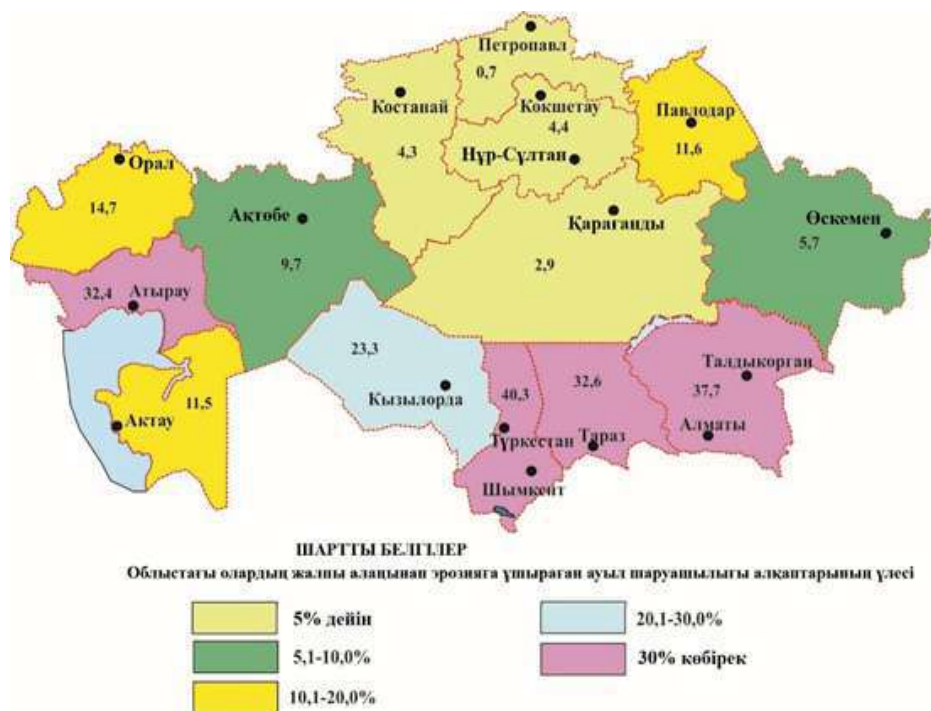 Петропавл
0,7
Костанай
Кокшетау
Павлодар
4,4
11,6
4,3
Нұр-Сұлтан
Орал
14,7
Ақтөбе
Қарағанды
Өскемен
5,7
9,7
2,9
32,4
Атырау
23,3
Талдыкорган
40,3
32,6
37,7
Кызылорда
11,5
Актау
Түркестан
Тараз
Алматы
Шымкент
ШАРТТЫ БЕЛГІЛЕР
Облыстағы олардың жалпы алаңынан эрозияға ұшыраған ауыл шаруашылығы алқаптарының үлесі
5% дейін
20,1-30,0%
5,1-10,0%
30% көбірек
10,1-20,0%